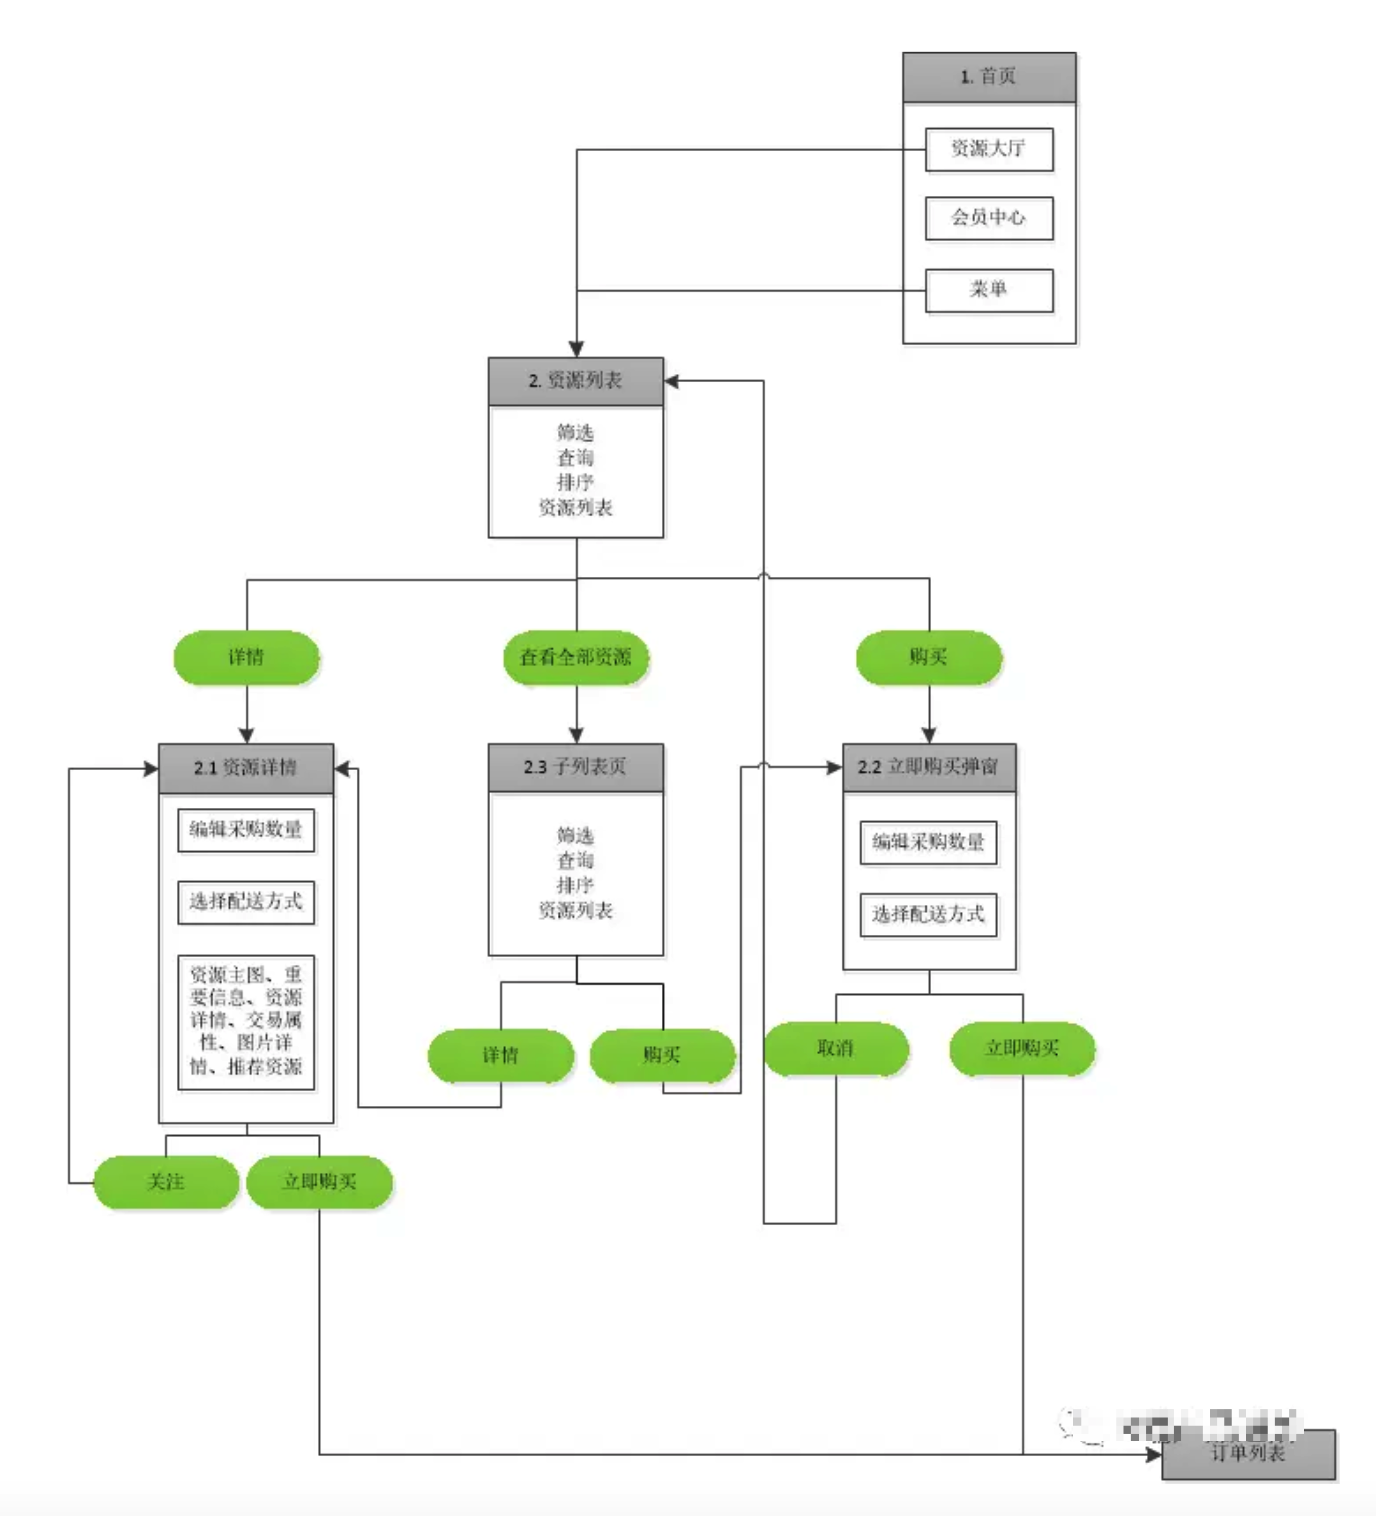 1. 首页
资源大厅
会员中心
菜单
2. 资源列表
筛选
查询
排序
资源列表
详情
查看全部资源
购买
2.1 资源详情
编辑采购数量
选择配送方式
资源主图、重
要信息、资源
详情、交易属
性、图片详
情、推荐资源
2.3 子列表页
筛选
查询
排序
资源列表
2.2 立即购买弹窗
编辑采购数量
选择配送方式
详情
购买
取消
立即购买
关注
立即购买
订单列表